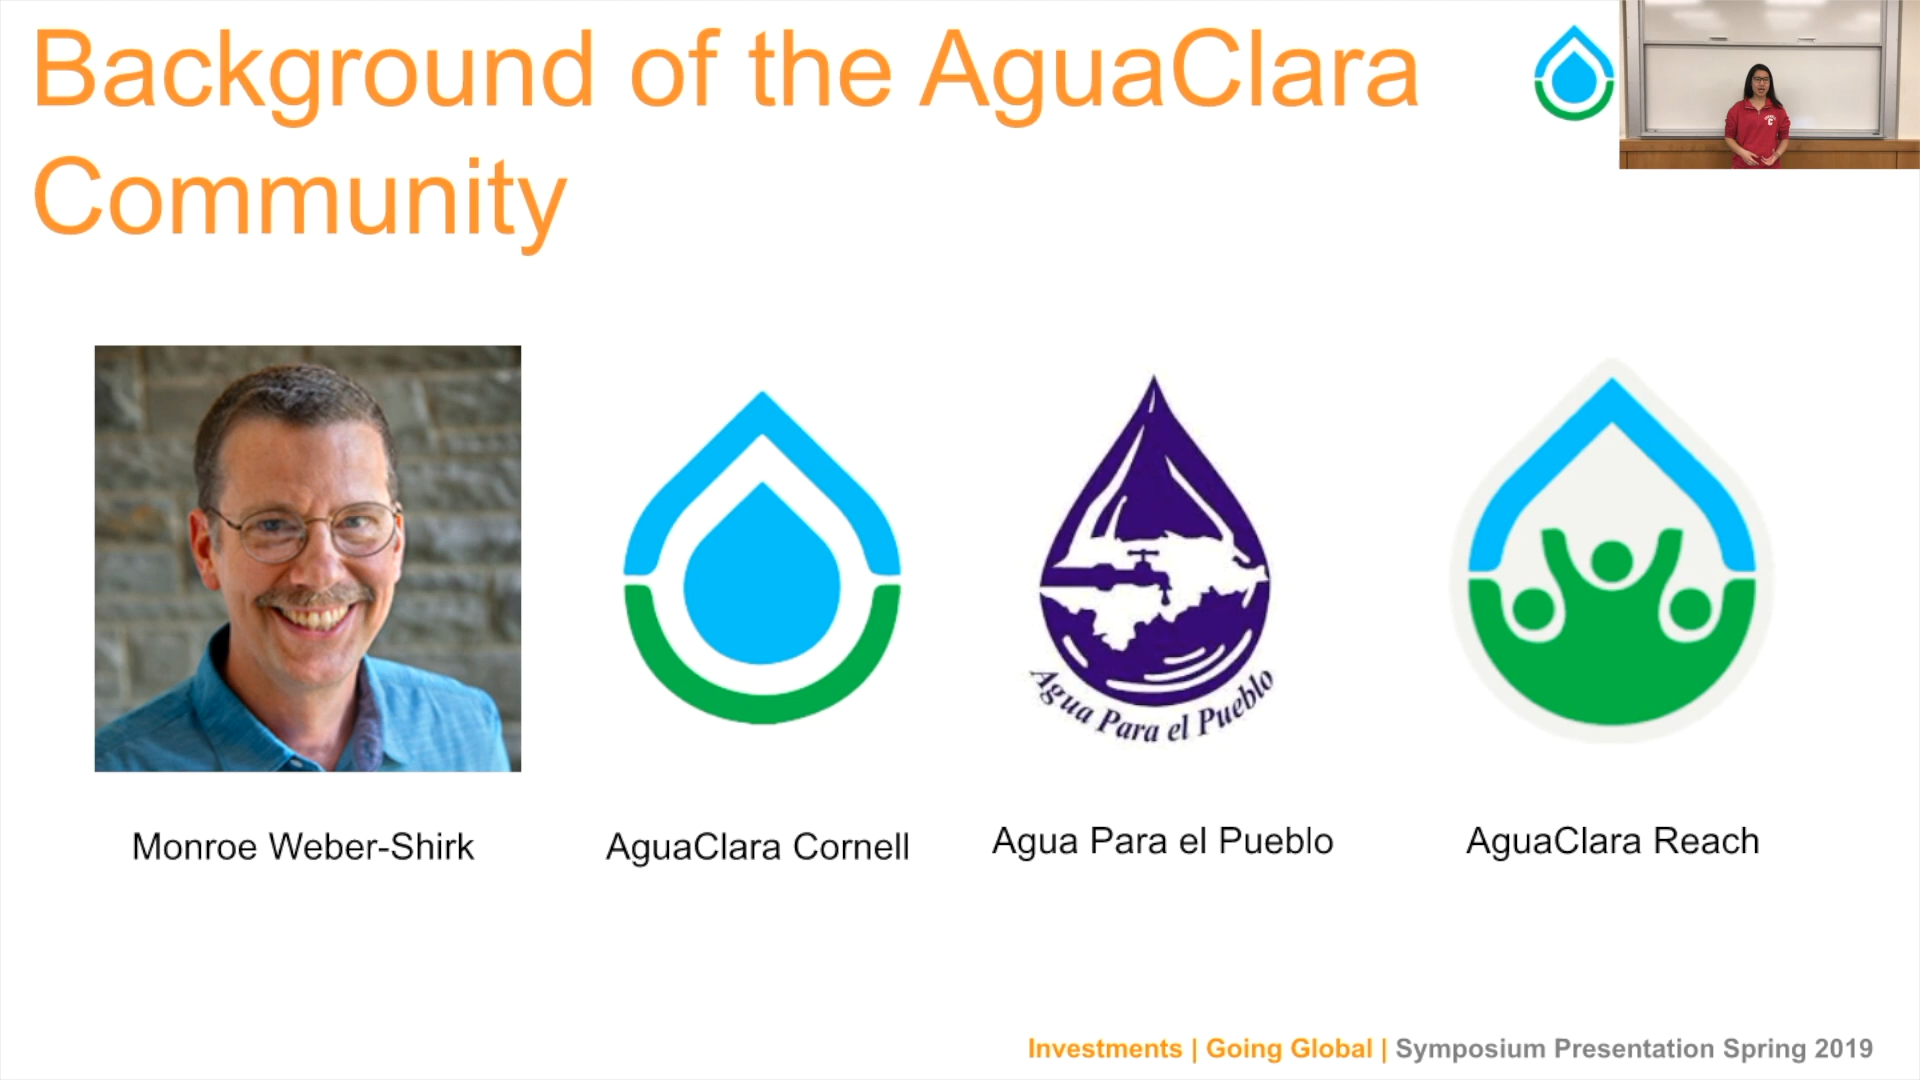 Background of the AguaClara
Community
Agua Para el Pueblo
Monroe Weber-Shirk
AguaClara Cornell
Agua Para el Pueblo
AguaClara Reach
Investments | Going Global | Symposium Presentation Spring 2019